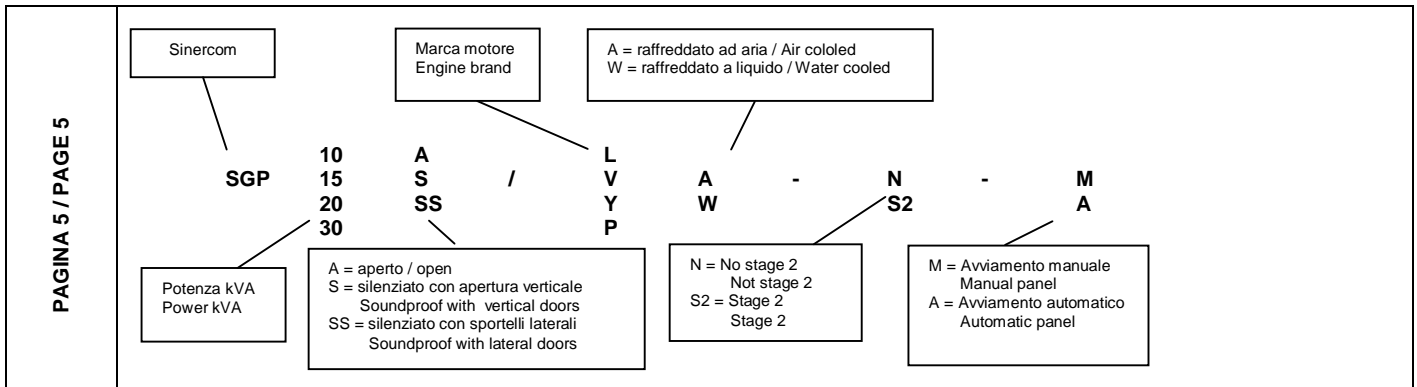 PAGINA 5 / PAGE 5
Sinercom
Marca motore
Engine brand
A = raffreddato ad aria / Air cololed
W = raffreddato a liquido / Water cooled
10 A L
SGP 15 S / V A - N - M
20 SS Y W S2 A
30 P
Potenza kVA
Power kVA
A = aperto / open
S = silenziato con apertura verticale
Soundproof with vertical doors
SS = silenziato con sportelli laterali
Soundproof with lateral doors
N = No stage 2
Not stage 2
S2 = Stage 2
Stage 2
M = Avviamento manuale
Manual panel
A = Avviamento automatico
Automatic panel